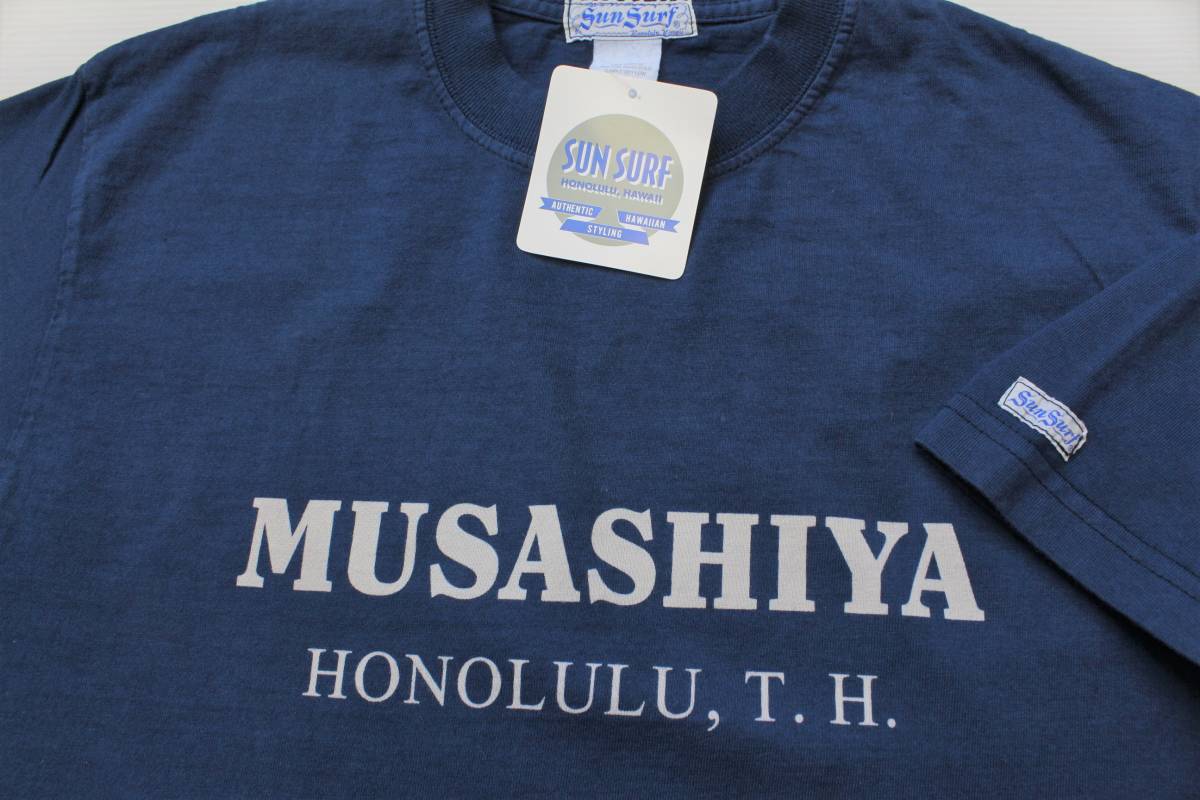 Sun Surf
SUN SURF
HONOLULU, HAWAII
AUTHENTIC
HAWAIIAN
STYLING
Sun Surf
MUSASHIYA
HONOLULU, T. H.